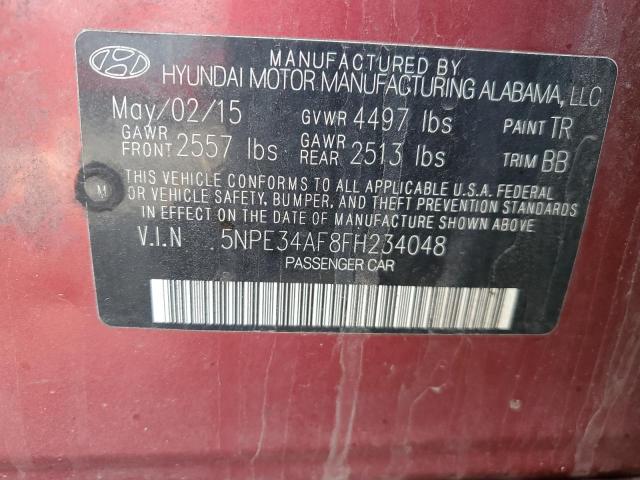 MANUFACTURED BY
HYUNDAI MOTOR MANUFACTURING ALABAMA, LLC
May/02/15 GVWR 4497 lbs PAINT TR
GAWR FRONT 2557 lbs GAWR REAR 2513 lbs TRIM BB
M
THIS VEHICLE CONFORMS TO ALL APPLICABLE U.S.A. FEDERAL
OR VEHICLE SAFETY, BUMPER, AND THEFT PREVENTION STANDARDS
IN EFFECT ON THE DATE OF MANUFACTURE SHOWN ABOVE
V.I.N 5NPE34AF8FH234048
PASSENGER CAR